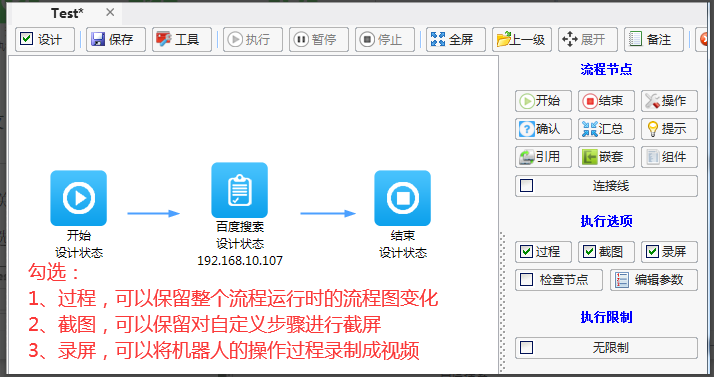 Test* ×
设计 保存 工具 执行 暂停 停止 全屏 上一级 展开 备注
流程节点
开始 结束 操作
确认 汇总 提示
引用 嵌套 组件
连接线
执行选项
过程 截图 录屏
检查节点 编辑参数
执行限制
无限制
开始
设计状态
百度搜索
设计状态
192.168.10.107
结束
设计状态
勾选：
1、过程，可以保留整个流程运行时的流程图变化
2、截图，可以保留对自定义步骤进行截屏
3、录屏，可以将机器人的操作过程录制成视频